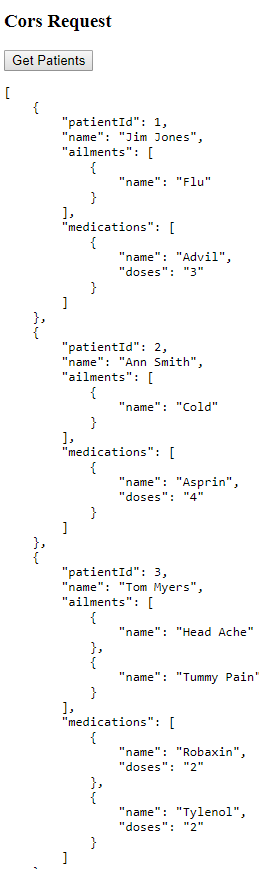 Cors Request
Get Patients
[
    {
        "patientId": 1,
        "name": "Jim Jones",
        "ailments": [
            {
                "name": "Flu"
            }
        ],
        "medications": [
            {
                "name": "Advil",
                "doses": "3"
            }
        ]
    },
    {
        "patientId": 2,
        "name": "Ann Smith",
        "ailments": [
            {
                "name": "Cold"
            }
        ],
        "medications": [
            {
                "name": "Asprin",
                "doses": "4"
            }
        ]
    },
    {
        "patientId": 3,
        "name": "Tom Myers",
        "ailments": [
            {
                "name": "Head Ache"
            },
            {
                "name": "Tummy Pain"
            }
        ],
        "medications": [
            {
                "name": "Robaxin",
                "doses": "2"
            },
            {
                "name": "Tylenol",
                "doses": "2"
            }
        ]